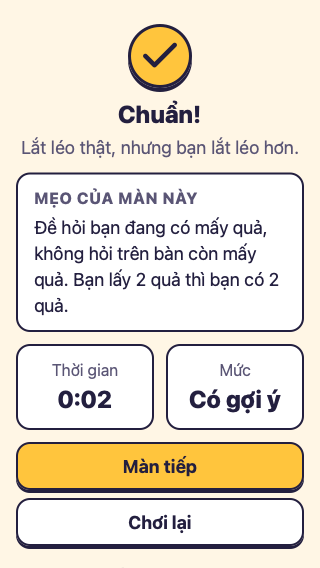 Chuẩn!
Lắt léo thật, nhưng bạn lắt léo hơn.
MẸO CỦA MÀN NÀY
Đề hỏi bạn đang có mấy quả,
không hỏi trên bàn còn mấy
quả. Bạn lấy 2 quả thì bạn có 2
quả.
Thời gian
Mức
0:02
Có gợi ý
Màn tiếp
Chơi lại